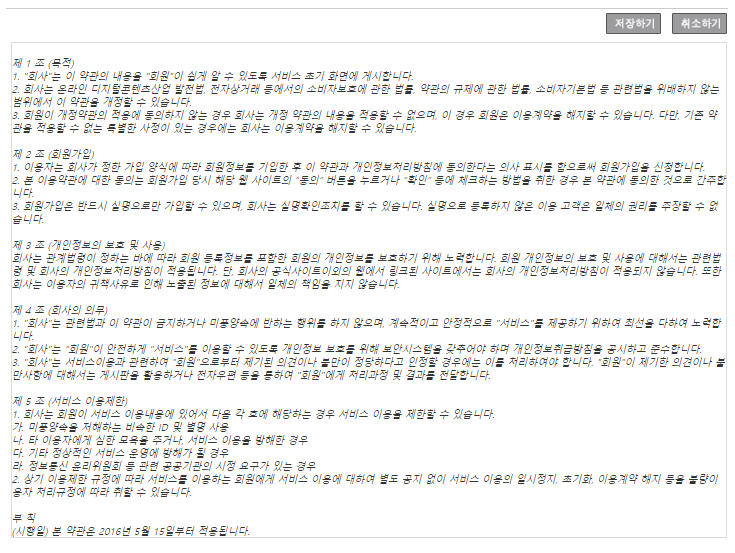 저장하기 취소하기
제 1 조 (목적)
1. "회사"는 이 약관의 내용을 "회원"이 쉽게 알 수 있도록 서비스 초기 화면에 게시합니다.
2. 회사는 온라인 디지털콘텐츠산업 발전법, 전자상거래 등에서의 소비자보호에 관한 법률, 약관의 규제에 관한 법률, 소비자기본법 등 관련법을 위배하지 않는
범위에서 이 약관을 개정할 수 있습니다.
3. 회원이 개정약관의 적용에 동의하지 않는 경우 회사는 개정 약관의 내용을 적용할 수 없으며, 이 경우 회원은 이용계약을 해지할 수 있습니다. 다만, 기존 약
관을 적용할 수 없는 특별한 사정이 있는 경우에는 회사는 이용계약을 해지할 수 있습니다.
제 2 조 (회원가입)
1. 이용자는 회사가 정한 가입 양식에 따라 회원정보를 기입한 후 이 약관과 개인정보처리방침에 동의한다는 의사 표시를 함으로써 회원가입을 신청합니다.
2. 본 이용약관에 대한 동의는 회원가입 당시 해당 웹 사이트의 "동의" 버튼을 누르거나 "확인" 등에 체크하는 방법을 취한 경우 본 약관에 동의한 것으로 간주합
니다.
3. 회원가입은 반드시 실명으로만 가입할 수 있으며, 회사는 실명확인조치를 할 수 있습니다. 실명으로 등록하지 않은 이용 고객은 일체의 권리를 주장할 수 없
습니다.
제 3 조 (개인정보의 보호 및 사용)
회사는 관계법령이 정하는 바에 따라 회원 등록정보를 포함한 회원의 개인정보를 보호하기 위해 노력합니다. 회원 개인정보의 보호 및 사용에 대해서는 관련법
령 및 회사의 개인정보처리방침이 적용됩니다. 단, 회사의 공식사이트이외의 웹에서 링크된 사이트에서는 회사의 개인정보처리방침이 적용되지 않습니다. 또한
회사는 이용자의 귀책사유로 인해 노출된 정보에 대해서 일체의 책임을 지지 않습니다.
제 4 조 (회사의 의무)
1. "회사"는 관련법과 이 약관이 금지하거나 미풍양속에 반하는 행위를 하지 않으며, 계속적이고 안정적으로 "서비스"를 제공하기 위하여 최선을 다하여 노력합
니다.
2. "회사"는 "회원"이 안전하게 "서비스"를 이용할 수 있도록 개인정보 보호를 위해 보안시스템을 갖추어야 하며 개인정보취급방침을 공시하고 준수합니다.
3. "회사"는 서비스이용과 관련하여 "회원"으로부터 제기된 의견이나 불만이 정당하다고 인정할 경우에는 이를 처리하여야 합니다. "회원"이 제기한 의견이나 불
만사항에 대해서는 게시판을 활용하거나 전자우편 등을 통하여 "회원"에게 처리과정 및 결과를 전달합니다.
제 5 조 (서비스 이용제한)
1. 회사는 회원이 서비스 이용내용에 있어서 다음 각 호에 해당하는 경우 서비스 이용을 제한할 수 있습니다.
가. 미풍양속을 저해하는 비속한 ID 및 별명 사용
나. 타 이용자에게 심한 모욕을 주거나, 서비스 이용을 방해한 경우
다. 기타 정상적인 서비스 운영에 방해가 될 경우
라. 정보통신 윤리위원회 등 관련 공공기관의 시정 요구가 있는 경우
2. 상기 이용제한 규정에 따라 서비스를 이용하는 회원에게 서비스 이용에 대하여 별도 공지 없이 서비스 이용의 일시정지, 초기화, 이용계약 해지 등을 불량이
용자 처리규정에 따라 취할 수 있습니다.
부 칙
(시행일) 본 약관은 2016년 5월 15일부터 적용됩니다.